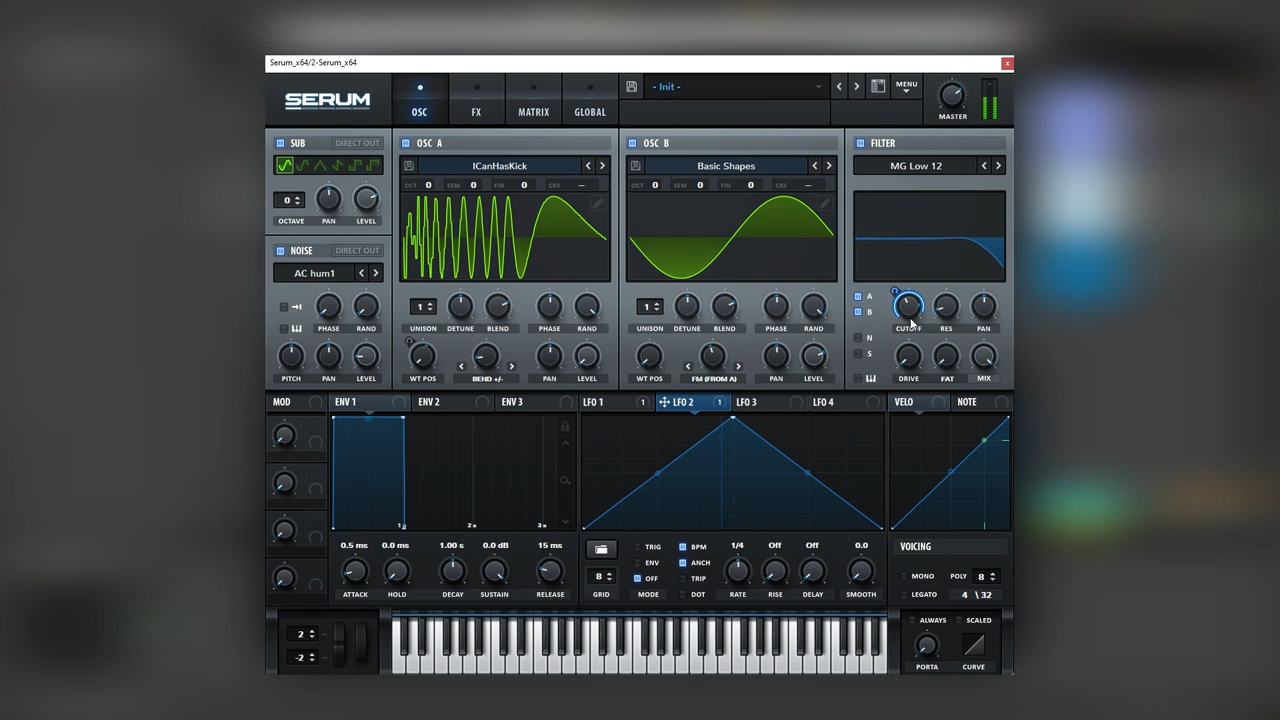 Serum_x64/2-Serum_x64
x
SERUM
OSC
FX
MATRIX
GLOBAL
- Init -
MENU
MASTER
SUB
DIRECT OUT
0
OCTAVE
PAN
LEVEL
NOISE
DIRECT OUT
AC hum1
PHASE
RAND
PITCH
PAN
LEVEL
OSC A
ICanHasKick
OCT 0 SEM 0 FIN 0 CRS –
1
UNISON DETUNE BLEND PHASE RAND
WT POS BEND +/- PAN LEVEL
OSC B
Basic Shapes
OCT 0 SEM 0 FIN 0 CRS –
1
UNISON DETUNE BLEND PHASE RAND
WT POS FM (FROM A) PAN LEVEL
FILTER
MG Low 12
A
B
N
S
CUTOFF RES PAN
DRIVE FAT MIX
MOD
ENV 1 ENV 2 ENV 3
LFO 1 1 LFO 2 1 LFO 3 LFO 4
VELO NOTE
2s 3s
0.5 ms 0.0 ms 1.00 s 0.0 dB 15 ms
ATTACK HOLD DECAY SUSTAIN RELEASE
8
GRID
TRIG
ENV
OFF
MODE
BPM
ANCH
TRIP
DOT
1/4 Off Off 0.0
RATE RISE DELAY SMOOTH
VOICING
MONO POLY 8
LEGATO 4 \ 32
ALWAYS SCALED
PORTA CURVE
2
-2